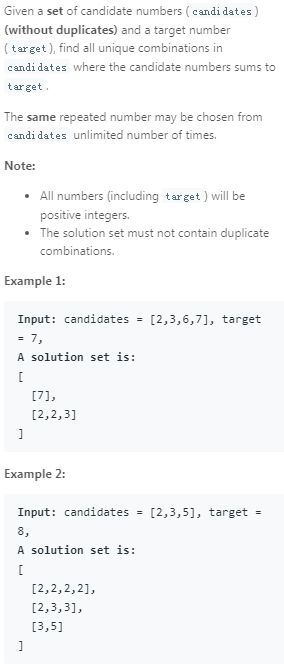 Given a set of candidate numbers ( candidates )
(without duplicates) and a target number
( target ), find all unique combinations in
candidates where the candidate numbers sums to
target .
The same repeated number may be chosen from
candidates unlimited number of times.
Note:
• All numbers (including target ) will be
positive integers.
• The solution set must not contain duplicate
combinations.
Example 1:
Input: candidates = [2,3,6,7], target
= 7,
A solution set is:
[
[7],
[2,2,3]
]
Example 2:
Input: candidates = [2,3,5], target =
8,
A solution set is:
[
[2,2,2,2],
[2,3,3],
[3,5]
]